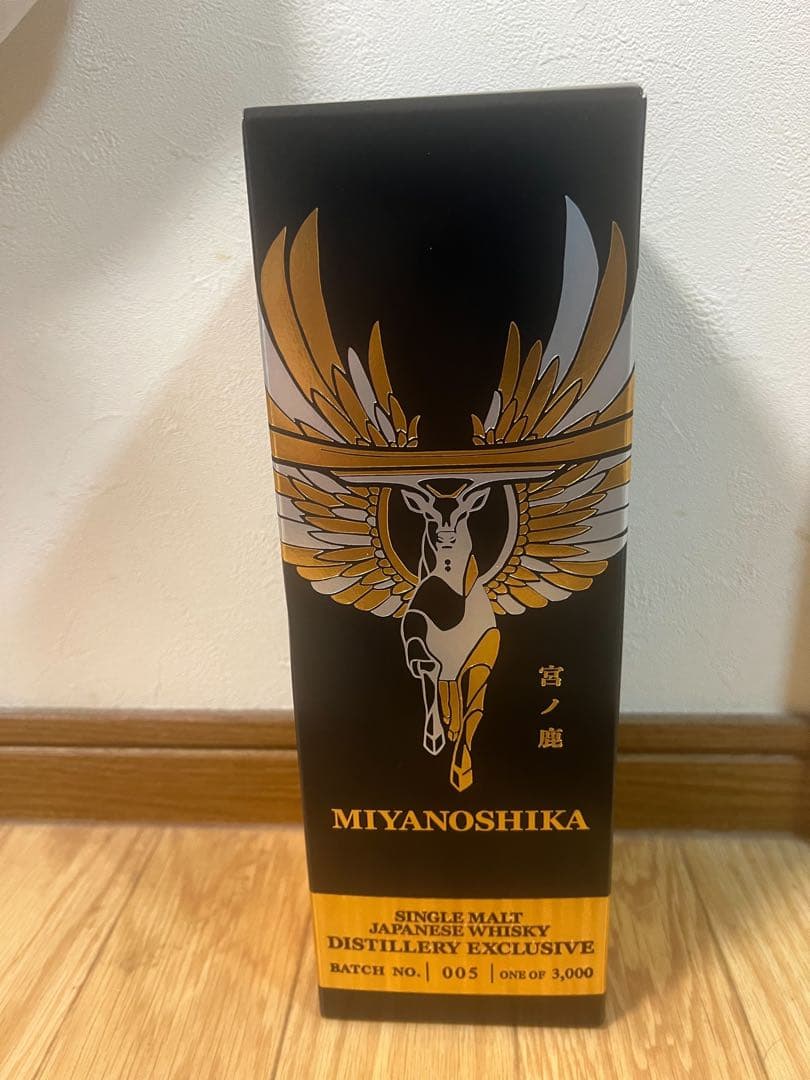 宮ノ鹿
MIYANOSHIKA
SINGLE MALT
JAPANESE WHISKY
DISTILLERY EXCLUSIVE
BATCH NO. | 005 | ONE OF 3,000